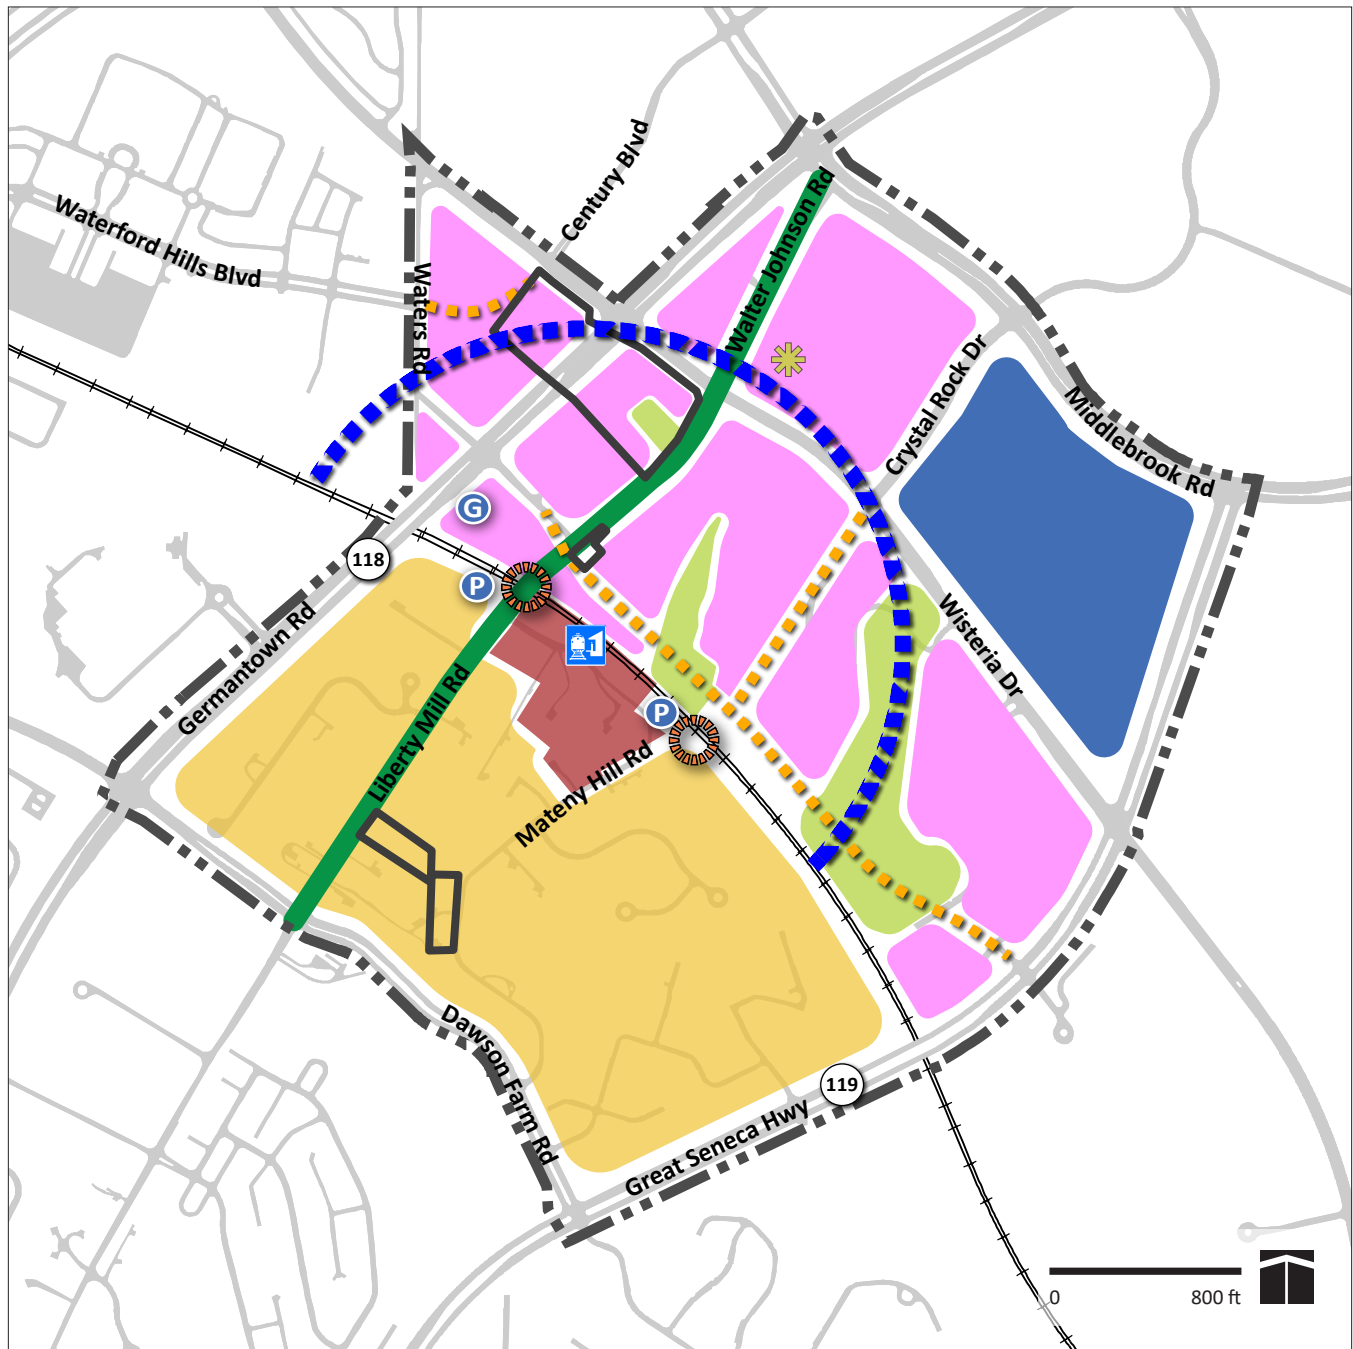 Century Blvd
Waterford Hills Blvd
Waters Rd
Walter Johnson Rd
Crystal Rock Dr
Middlebrook Rd
G
118
P
Germantown Rd
Liberty Mill Rd
P
Mateny Hill Rd
Wisteria Dr
Dawson Farm Rd
119
Great Seneca Hwy
0 800 ft